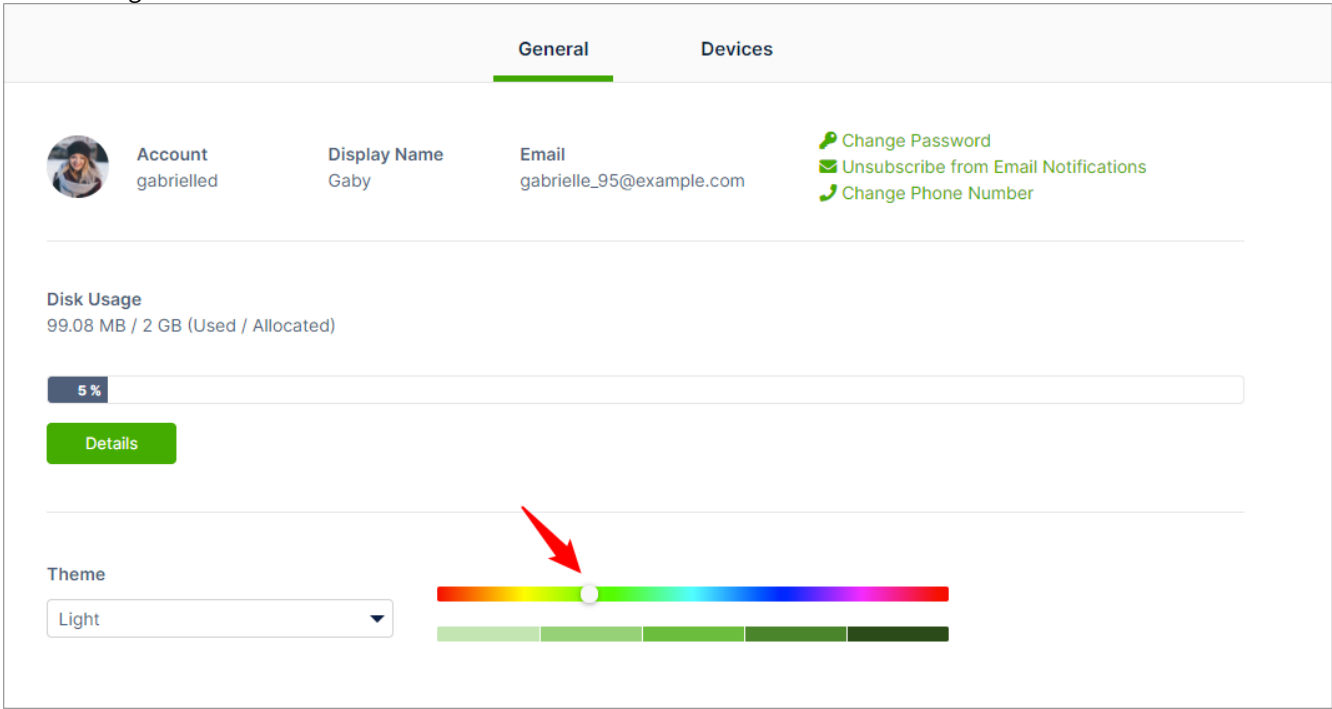 General
Devices
Account
gabrielled
Display Name
Gaby
Email
gabrielle_95@example.com
Change Password
Unsubscribe from Email Notifications
Change Phone Number
Disk Usage
99.08 MB / 2 GB (Used / Allocated)
5 %
Details
Theme
Light